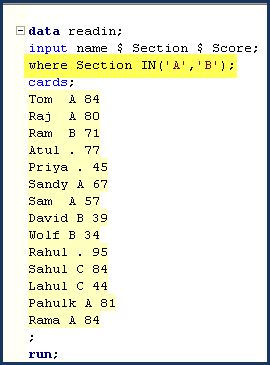 data readin;
input name $ Section $ Score;
where Section IN('A','B');
cards;
Tom  A 84
Raj  A 80
Ram  B 71
Atul . 77
Priya . 45
Sandy A 67
Sam  A 57
David B 39
Wolf B 34
Rahul . 95
Sahul C 84
Lahul C 44
Pahulk A 81
Rama A 84
;
run;